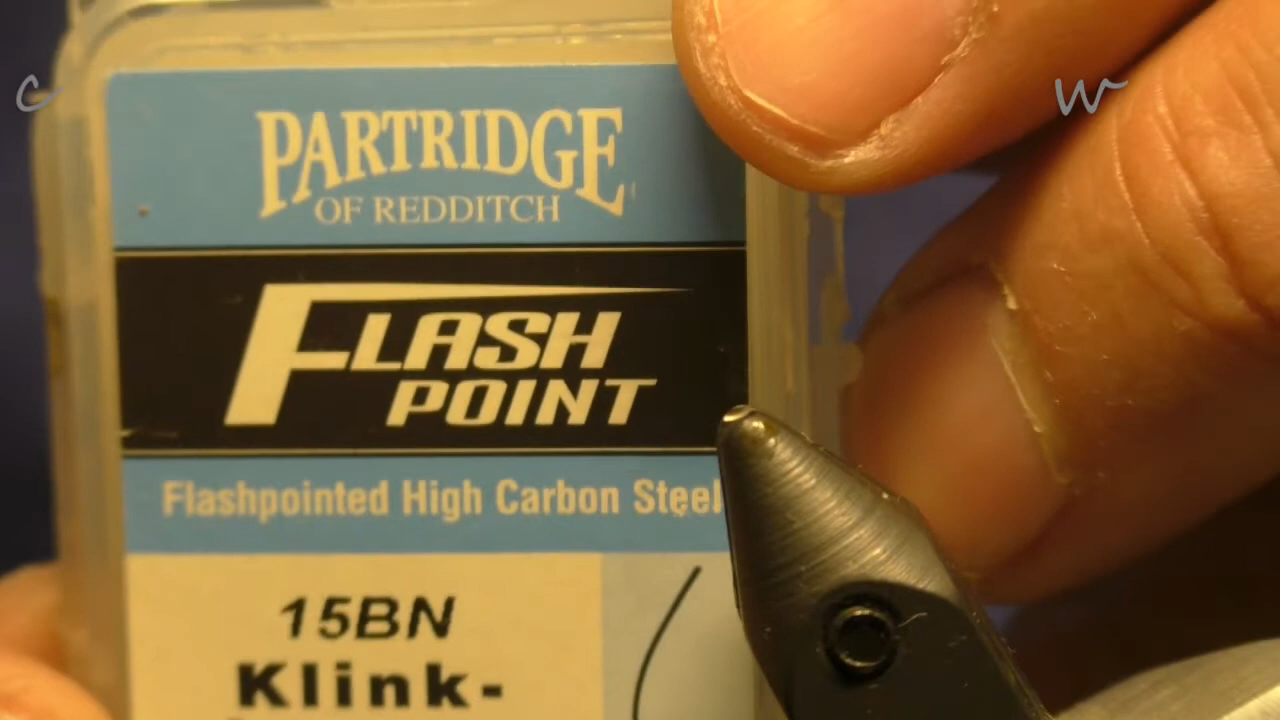 c
w
PARTRIDGE
OF REDDITCH
FLASH
POINT
Flashpointed High Carbon Steel
15BN
Klink-